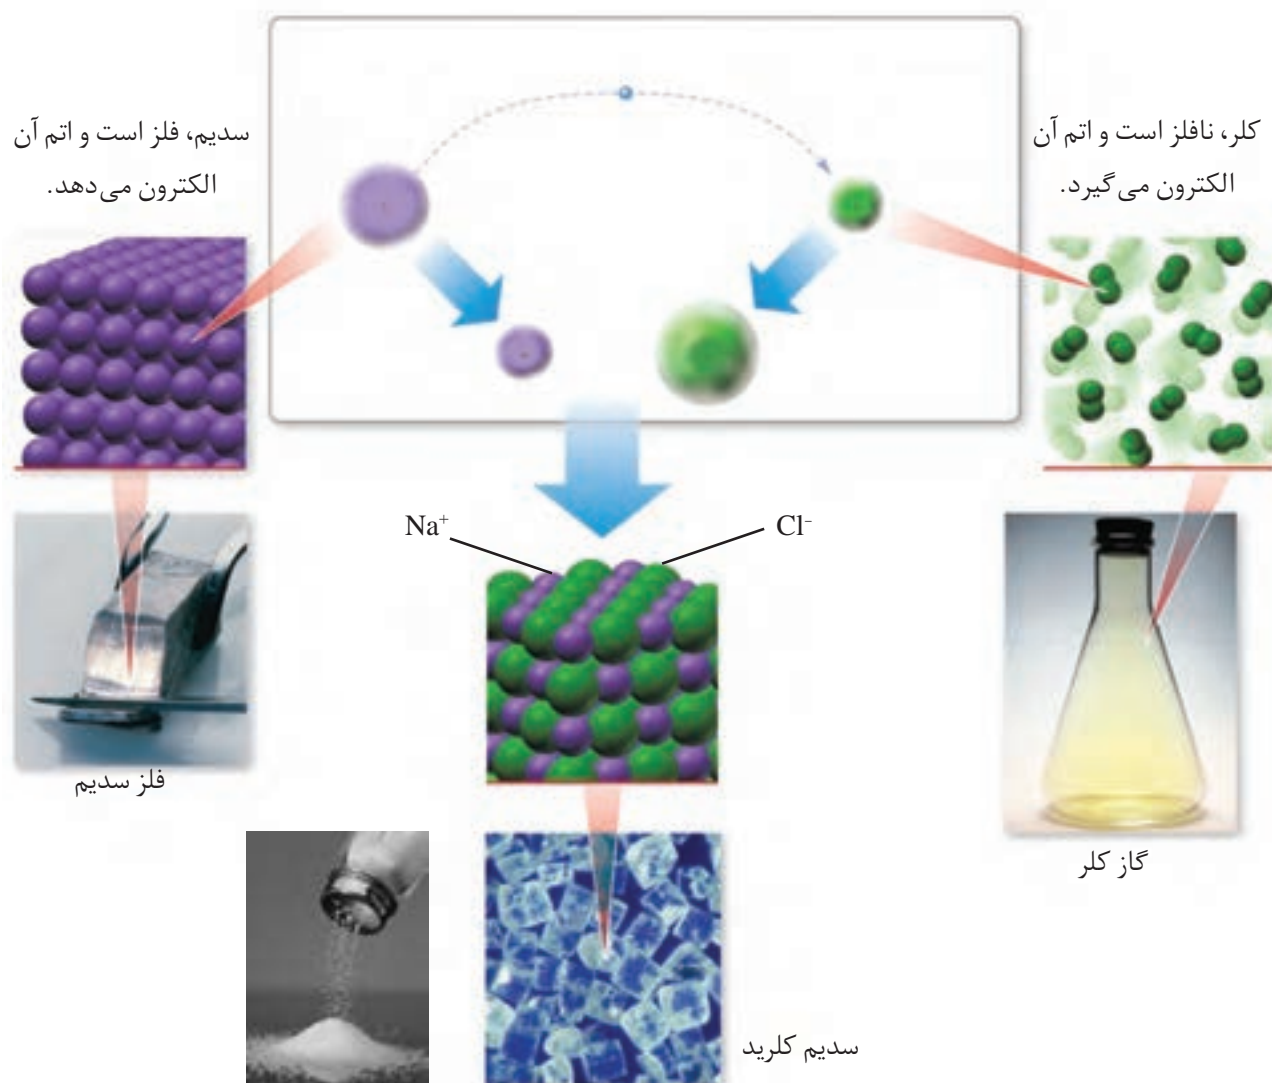 کلر، نافلز است و اتم آن
الکترون می‌گیرد.
سدیم، فلز است و اتم آن
الکترون می‌دهد.
Na⁺
Cl⁻
فلز سدیم
گاز کلر
سدیم کلرید